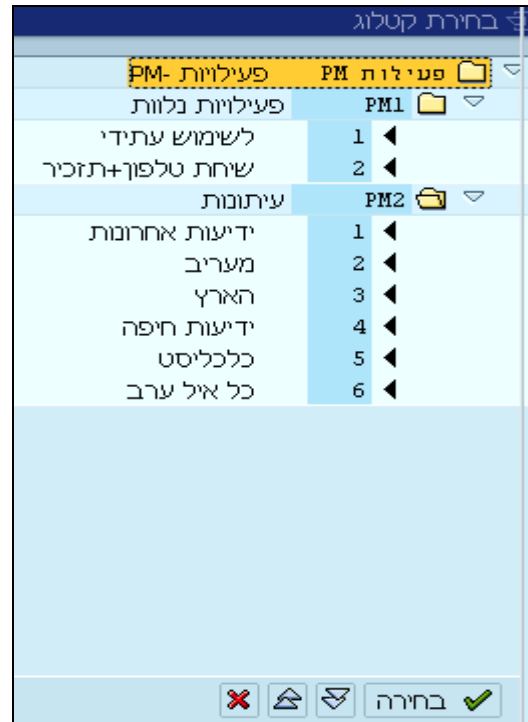 בחירת קטלוג
פעילות PM פעילויות -PM
PM1 פעילויות נלוות
1 לשימוש עתידי
2 שיחת טלפון+תזכיר
PM2 עיתונות
1 ידיעות אחרונות
2 מעריב
3 הארץ
4 ידיעות חיפה
5 כלכליסט
6 כל איל ערב
בחירה